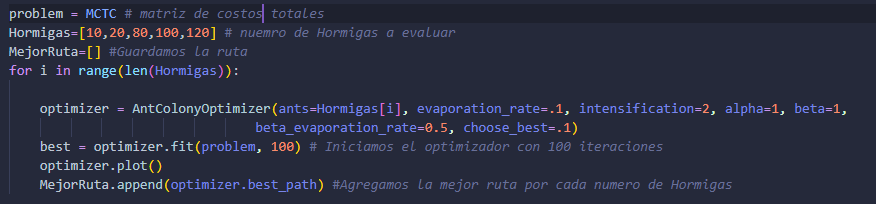 problem = MCTC # matriz de costos totales
Hormigas=[10,20,80,100,120] # nuemro de Hormigas a evaluar
MejorRuta=[] #Guardamos la ruta
for i in range(len(Hormigas)):
optimizer = AntColonyOptimizer(ants=Hormigas[i], evaporation_rate=.1, intensification=2, alpha=1, beta=1,
beta_evaporation_rate=0.5, choose_best=.1)
best = optimizer.fit(problem, 100) # Iniciamos el optimizador con 100 iteraciones
optimizer.plot()
MejorRuta.append(optimizer.best_path) #Agregamos la mejor ruta por cada numero de Hormigas